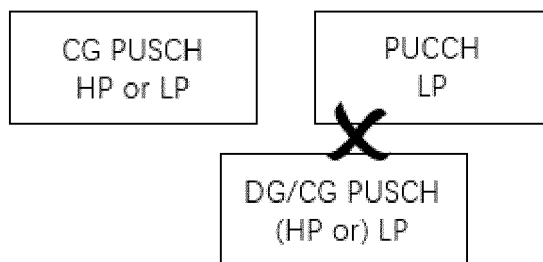 CG PUSCH
HP or LP
PUCCH
LP
DG/CG PUSCH
(HP or) LP